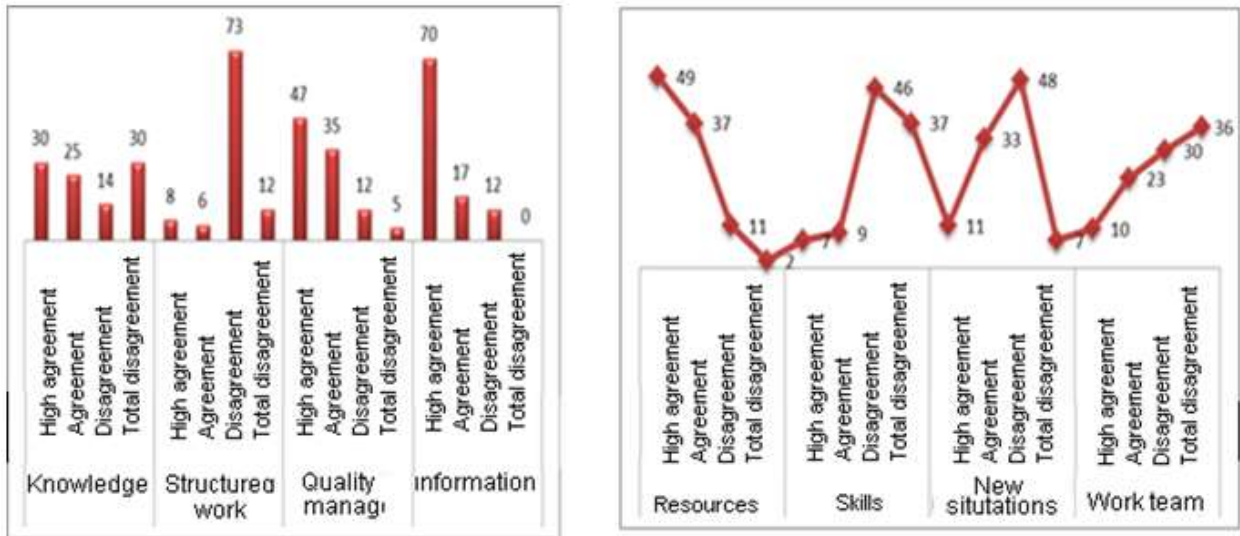 30
25
14
30
8
6
73
12
47
35
12
5
70
17
12
0
High agreement
Agreement
Disagreement
Total disagreement
High agreement
Agreement
Disagreement
Total disagreement
High agreement
Agreement
Disagreement
Total disagreement
High agreement
Agreement
Disagreement
Total disagreement
Knowledge
Structured
work
Quality
manag
information
49
37
11
2
7
9
46
37
11
33
48
7
10
23
30
36
High agreement
Agreement
Disagreement
Total disagreement
High agreement
Agreement
Disagreement
Total disagreement
High agreement
Agreement
Disagreement
Total disagreement
High agreement
Agreement
Disagreement
Total disagreement
Resources
Skills
New
situtations
Work team